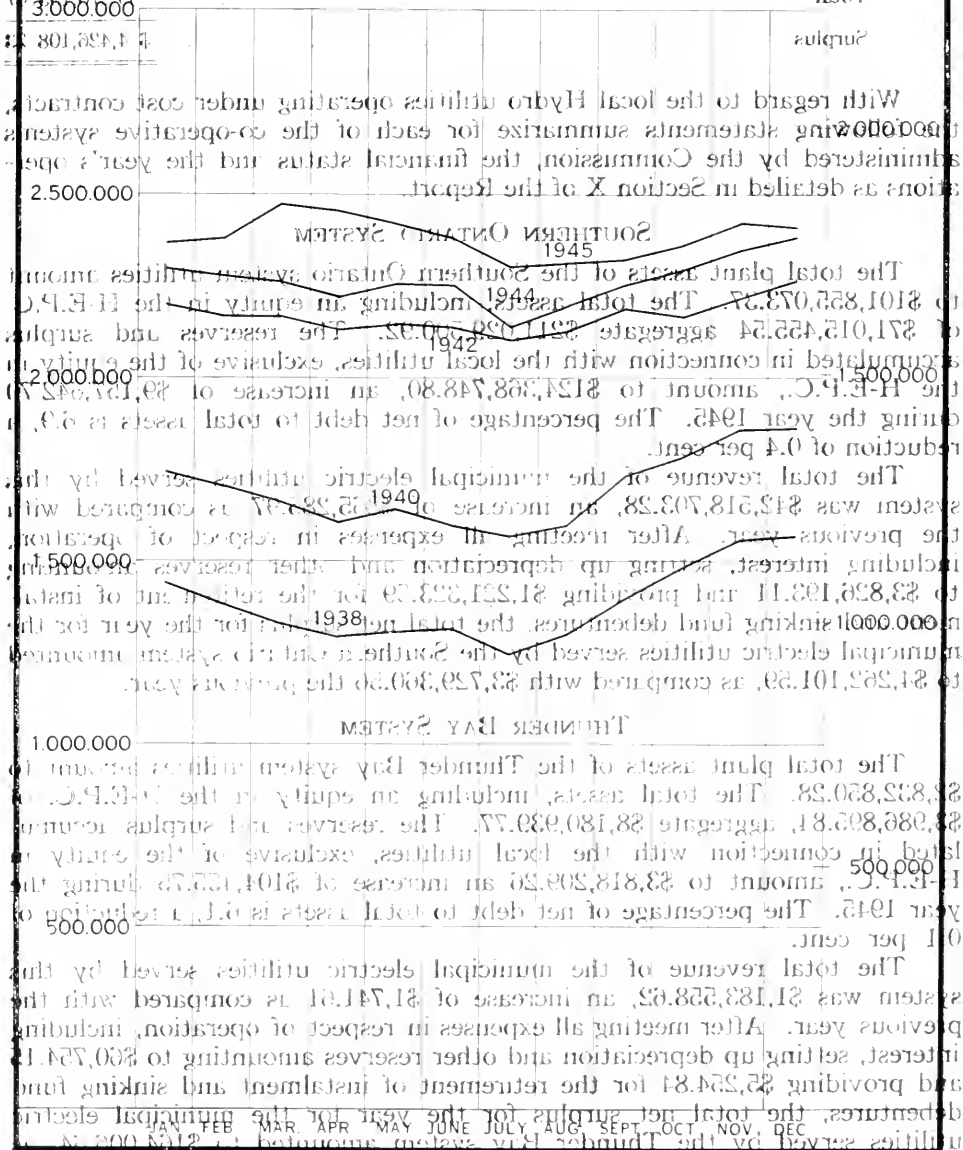 3.000.000
$ 4,426,108
Surplus
With regard to the local Hydro utilities operating under cost contracts,
the following statements summarize for each of the co-operative systems
2.000.000
administered by the Commission, the financial status and the year's oper-
ations as detailed in Section X of the Report.
2.500.000
SOUTHERN ONTARIO SYSTEM
1945
The total plant assets of the Southern Ontario system utilities amount
to $101,855,073.37. The total assets, including an equity in the H-E.P.C.
1944
of $71,015,455.54 aggregate The reserves and surplus
1942
accumulated in connection with the local utilities, exclusive of the equity in
2,000.000
1.500.000
the H-E.P.C., amount to $124,368,748.80, an increase of
during the year 1945. The percentage of net debt to total assets is 6.9, a
reduction of 0.4 per cent.
The total revenue of the municipal electric utilities served by this
1940
system was $42,518,703.28, an increase of as compared with
the previous year. After meeting all expenses in respect of operation,
1.500.000
including interest, setting up depreciation and other reserves amounting
to $3,826,193.11 and providing for the retirement of instal-
1938
1.000.000
ment and sinking fund debentures, the total net surplus for the year for the
municipal electric utilities served by the Southern Ontario system amounted
to $4,262,101.59, as compared with $3,729,360.56 the previous year.
THUNDER BAY SYSTEM
1.000.000
The total plant assets of the Thunder Bay system utilities amount to
$2,832,850.28. The total assets, including an equity in the H-E.P.C. of
$3,986,895.84, aggregate $8,180,939.77. The reserves and surplus accumu-
lated in connection with the local utilities, exclusive of the equity in
500.000
H-E.P.C., amount to $3,818,209.26 an increase of during the
year 1945. The percentage of net debt to total assets is a reduction of
500.000
0.1 per cent.
The total revenue of the municipal electric utilities served by this
system was $1,183,558.62, an increase of $1,741.61 as compared with the
previous year. After meeting all expenses in respect of operation, including
interest, setting up depreciation and other reserves amounting to $60,754.15
and providing $5,254.84 for the retirement of instalment and sinking fund
debentures, the total net surplus for the year for the municipal electric
JAN FEB MAR. APR MAY JUNE JULY AUG SEPT OCT NOV DEC
utilities served by the Thunder Bay system amounted to